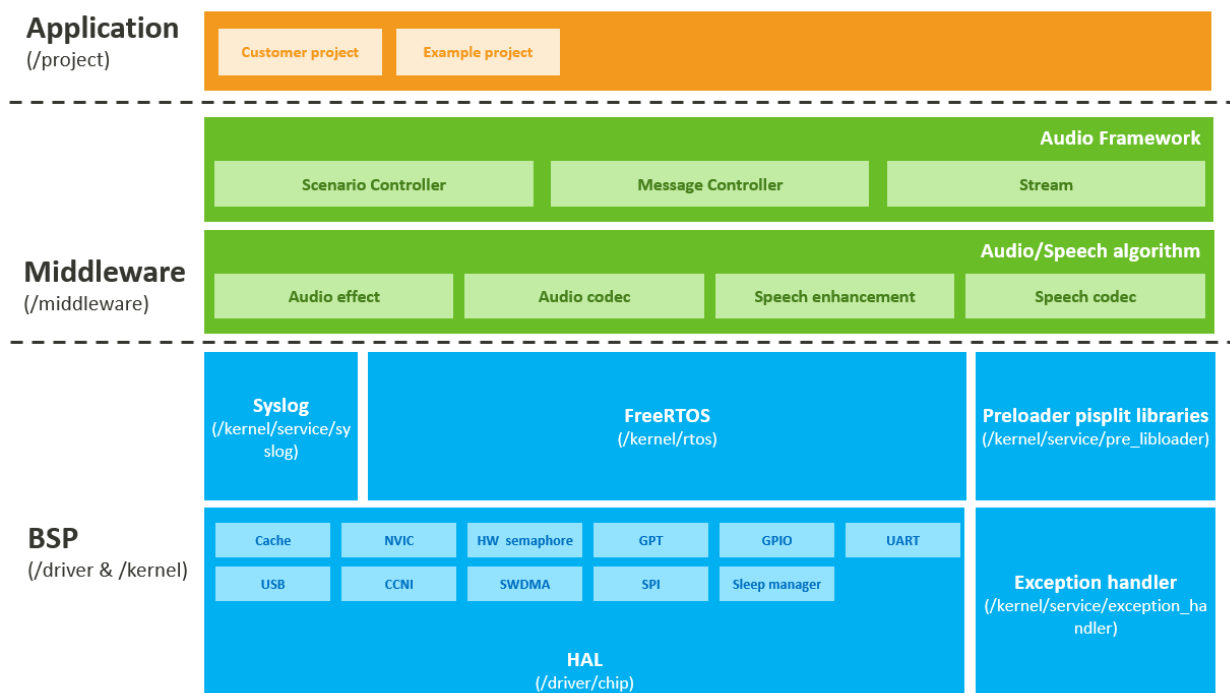 Application
(/project)
Customer project
Example project
Audio Framework
Scenario Controller
Message Controller
Stream
Middleware
(/middleware)
Audio/Speech algorithm
Audio effect
Audio codec
Speech enhancement
Speech codec
Syslog
(/kernel/service/sy
slog)
FreeRTOS
(/kernel/rtos)
Preloader pisplit libraries
(/kernel/service/pre_libloader)
BSP
(/driver & /kernel)
Cache
NVIC
HW semaphore
GPT
GPIO
UART
USB
CCNI
SWDMA
SPI
Sleep manager
HAL
(/driver/chip)
Exception handler
(/kernel/service/exception_ha
ndler)